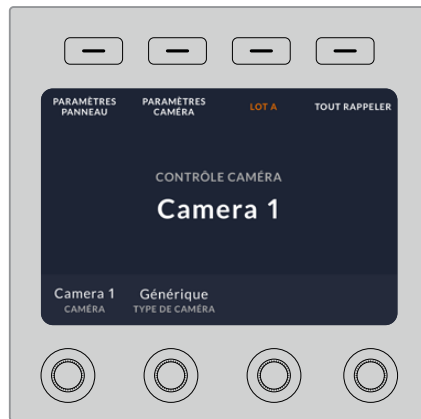 PARAMÈTRES
PANNEAU
PARAMÈTRES
CAMÉRA
LOT A
TOUT RAPPELER
CONTRÔLE CAMÉRA
Camera 1
Camera 1
CAMÉRA
Générique
TYPE DE CAMÉRA